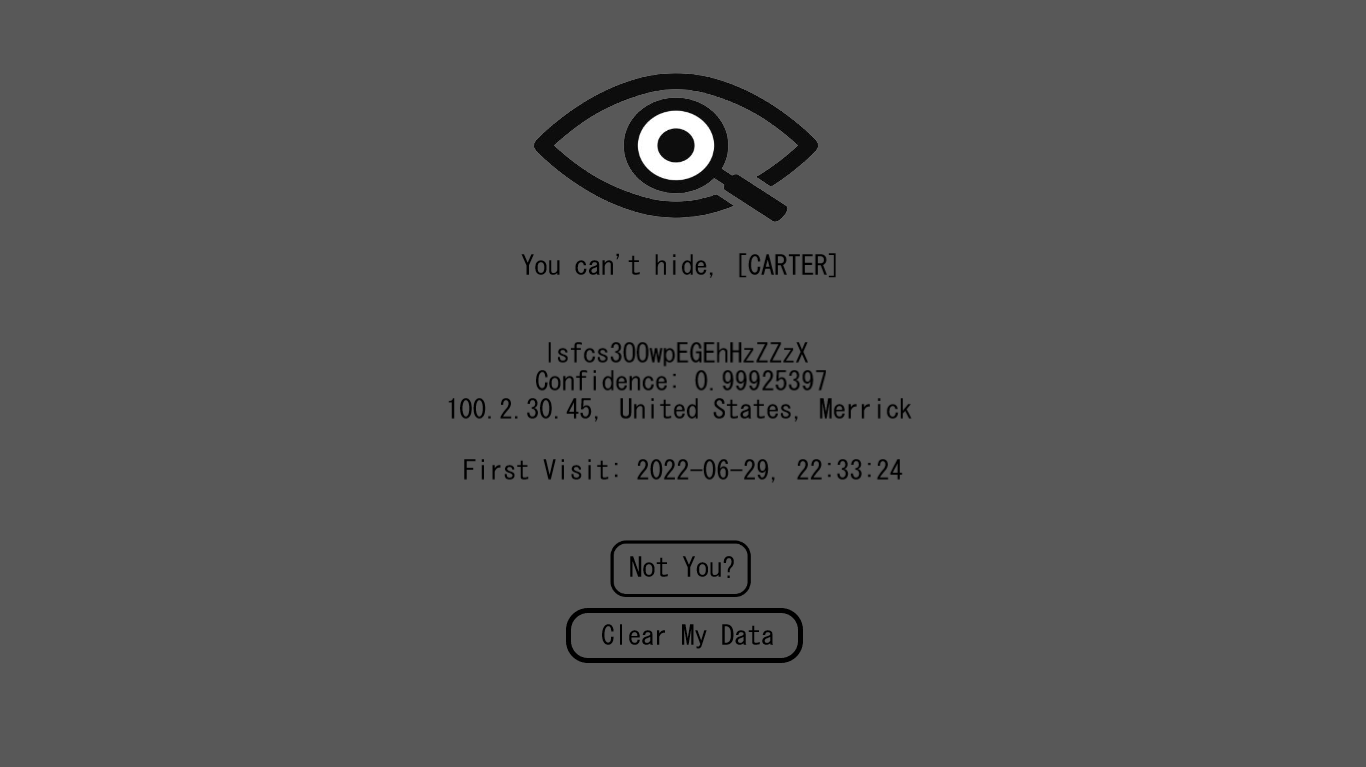 You can't hide, [CARTER]
lsfcs3OOwpEGEhHzZZzX
Confidence: 0.99925397
100.2.30.45, United States, Merrick
First Visit: 2022-06-29, 22:33:24
Not You?
Clear My Data